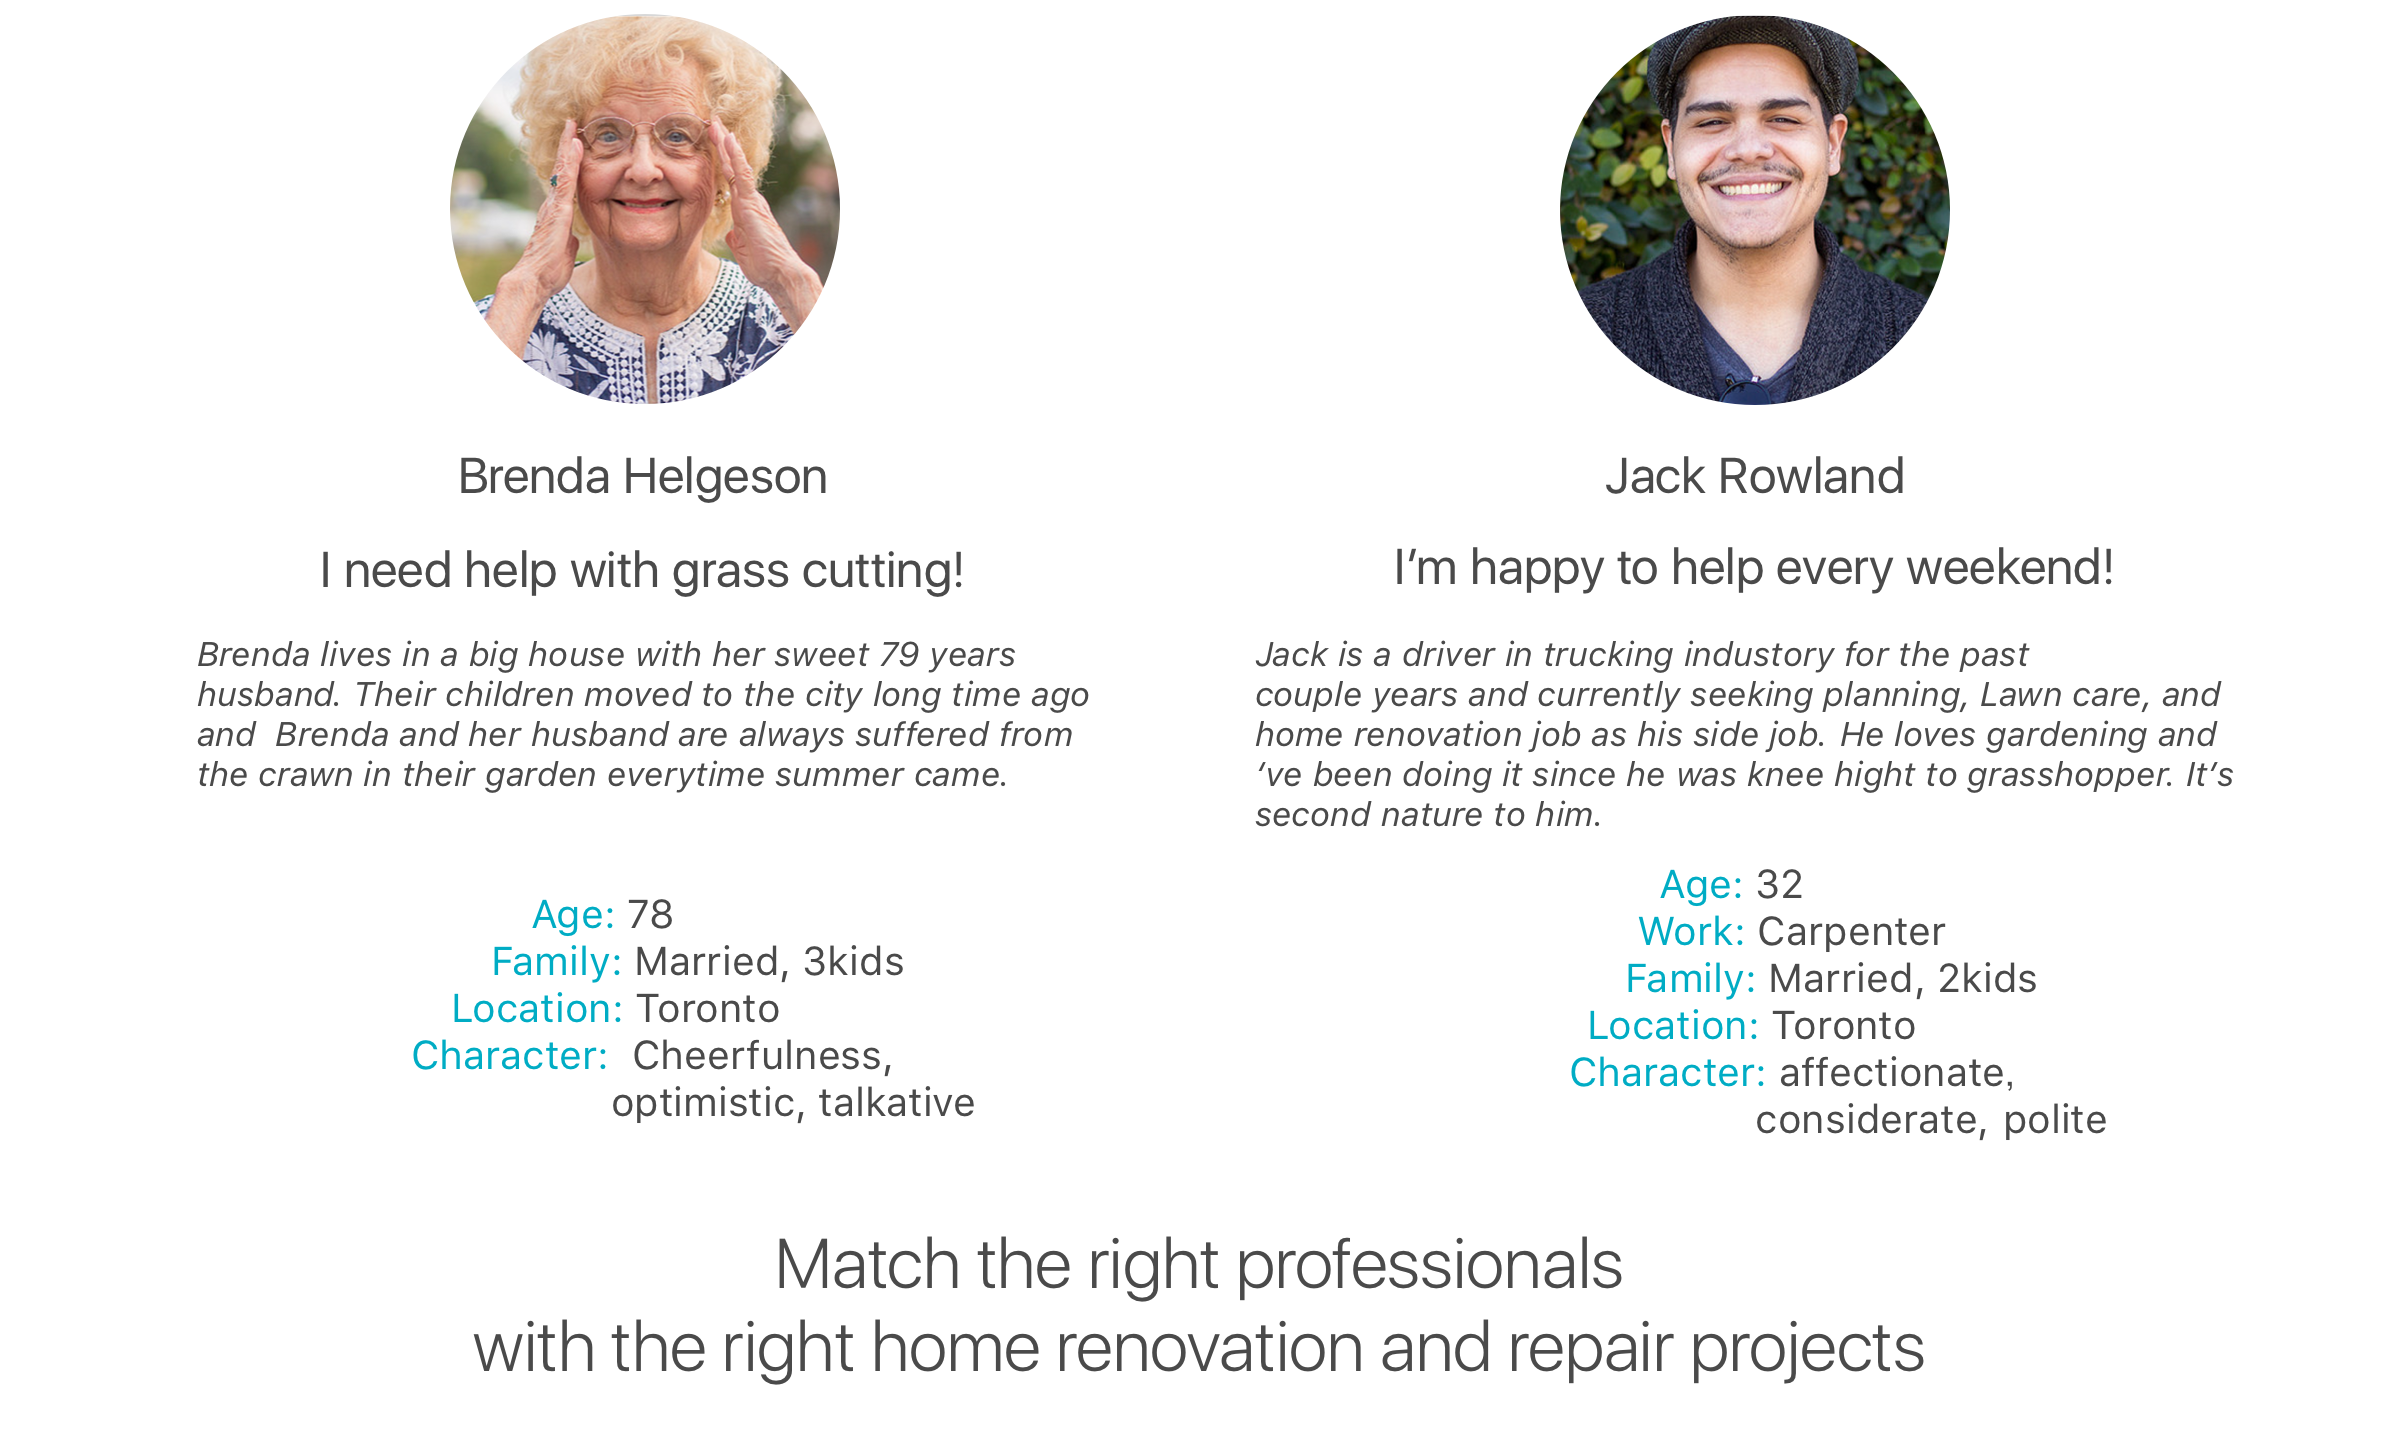 Brenda Helgeson
I need help with grass cutting!
Brenda lives in a big house with her sweet 79 years
husband. Their children moved to the city long time ago
and  Brenda and her husband are always suffered from
the crawn in their garden everytime summer came.
Age: 78
Family: Married, 3kids
Location: Toronto
Character:  Cheerfulness,
optimistic, talkative
Jack Rowland
I’m happy to help every weekend!
Jack is a driver in trucking industory for the past
couple years and currently seeking planning, Lawn care, and
home renovation job as his side job. He loves gardening and
‘ve been doing it since he was knee hight to grasshopper. It’s
second nature to him.
Age: 32
Work: Carpenter
Family: Married, 2kids
Location: Toronto
Character: affectionate,
considerate, polite
Match the right professionals
with the right home renovation and repair projects